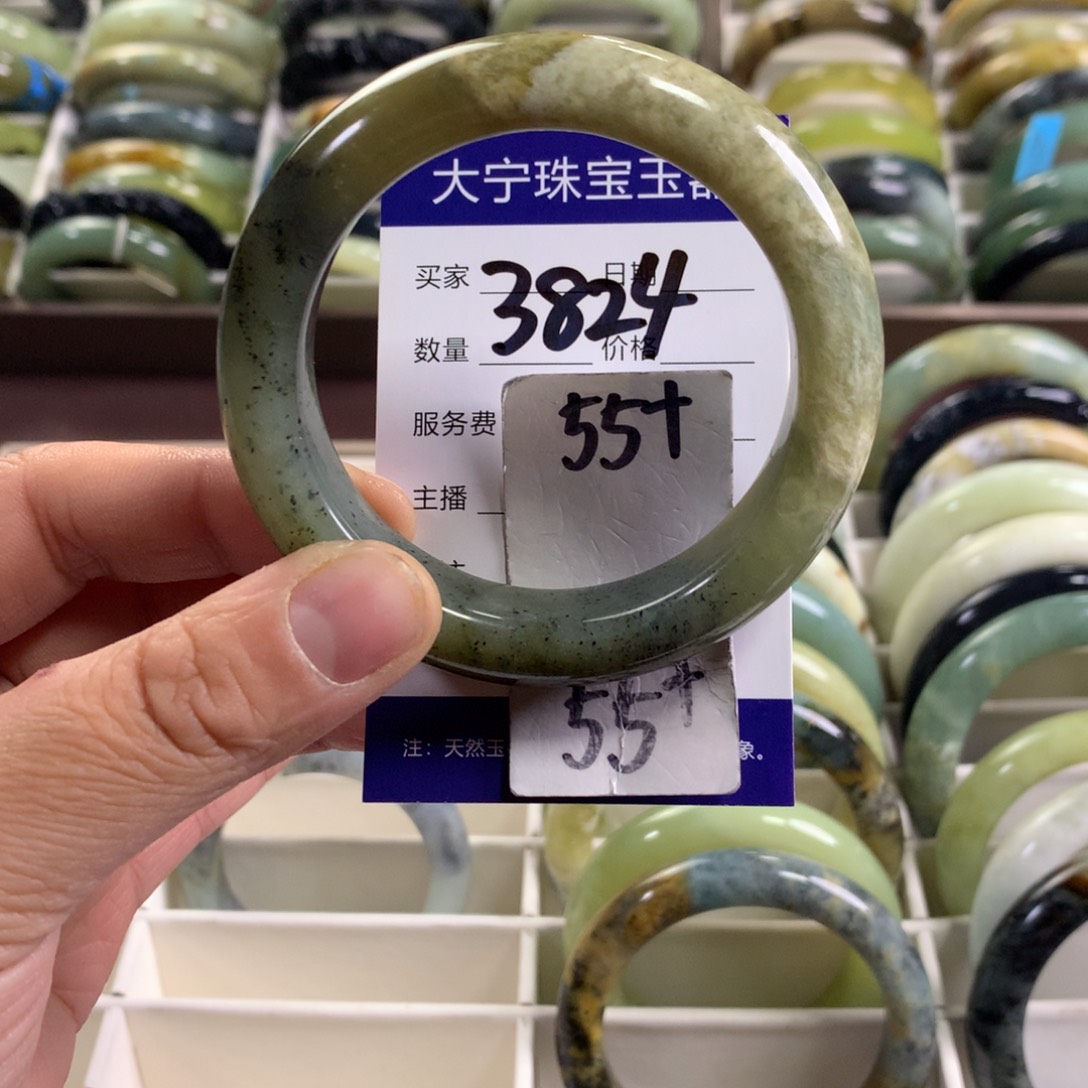 大宁珠宝玉器
买家 3824 日期
数量 价格
服务费
55+
主播
55+
注：天然玉 象。